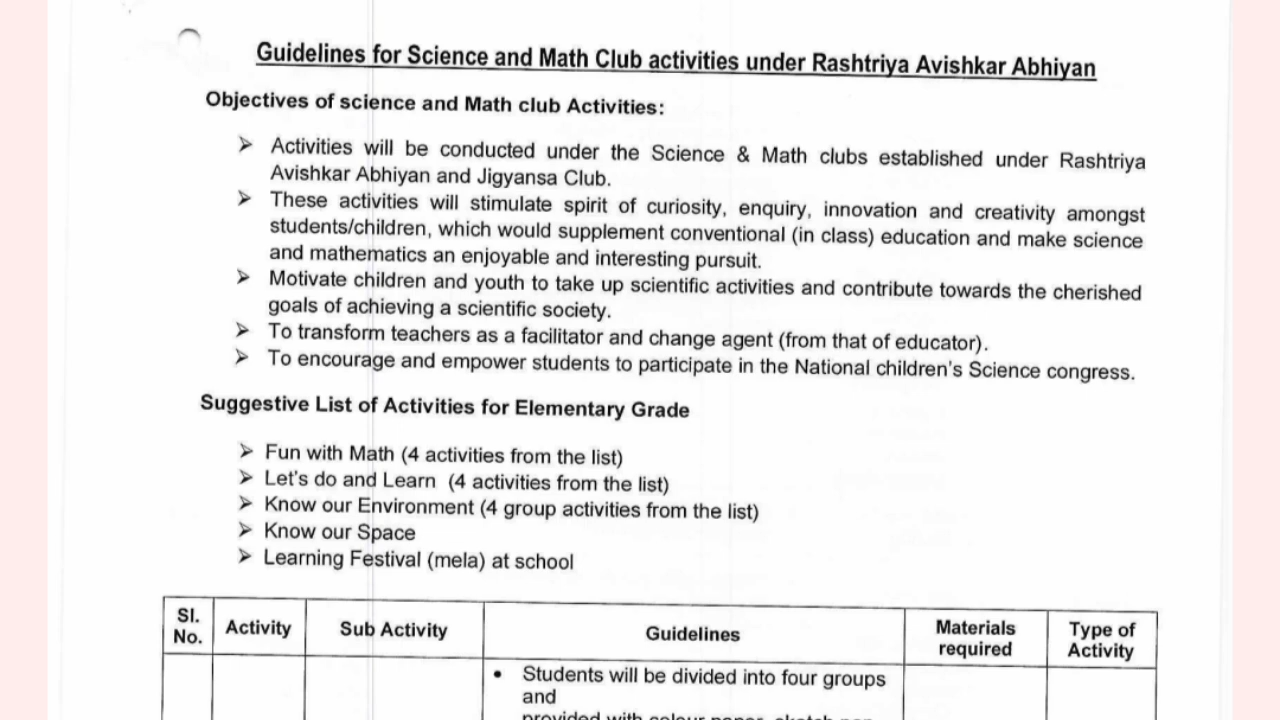 Guidelines for Science and Math Club activities under Rashtriya Avishkar Abhiyan
Objectives of science and Math club Activities:
➢ Activities will be conducted under the Science & Math clubs established under Rashtriya
Avishkar Abhiyan and Jigyansa Club.
➢ These activities will stimulate spirit of curiosity, enquiry, innovation and creativity amongst
students/children, which would supplement conventional (in class) education and make science
and mathematics an enjoyable and interesting pursuit.
➢ Motivate children and youth to take up scientific activities and contribute towards the cherished
goals of achieving a scientific society.
➢ To transform teachers as a facilitator and change agent (from that of educator).
➢ To encourage and empower students to participate in the National children's Science congress.
Suggestive List of Activities for Elementary Grade
➢ Fun with Math (4 activities from the list)
➢ Let's do and Learn (4 activities from the list)
➢ Know our Environment (4 group activities from the list)
➢ Know our Space
➢ Learning Festival (mela) at school
Sl. No. Activity Sub Activity Guidelines Materials required Type of Activity
• Students will be divided into four groups
and
provided with colour paper, sketch pen